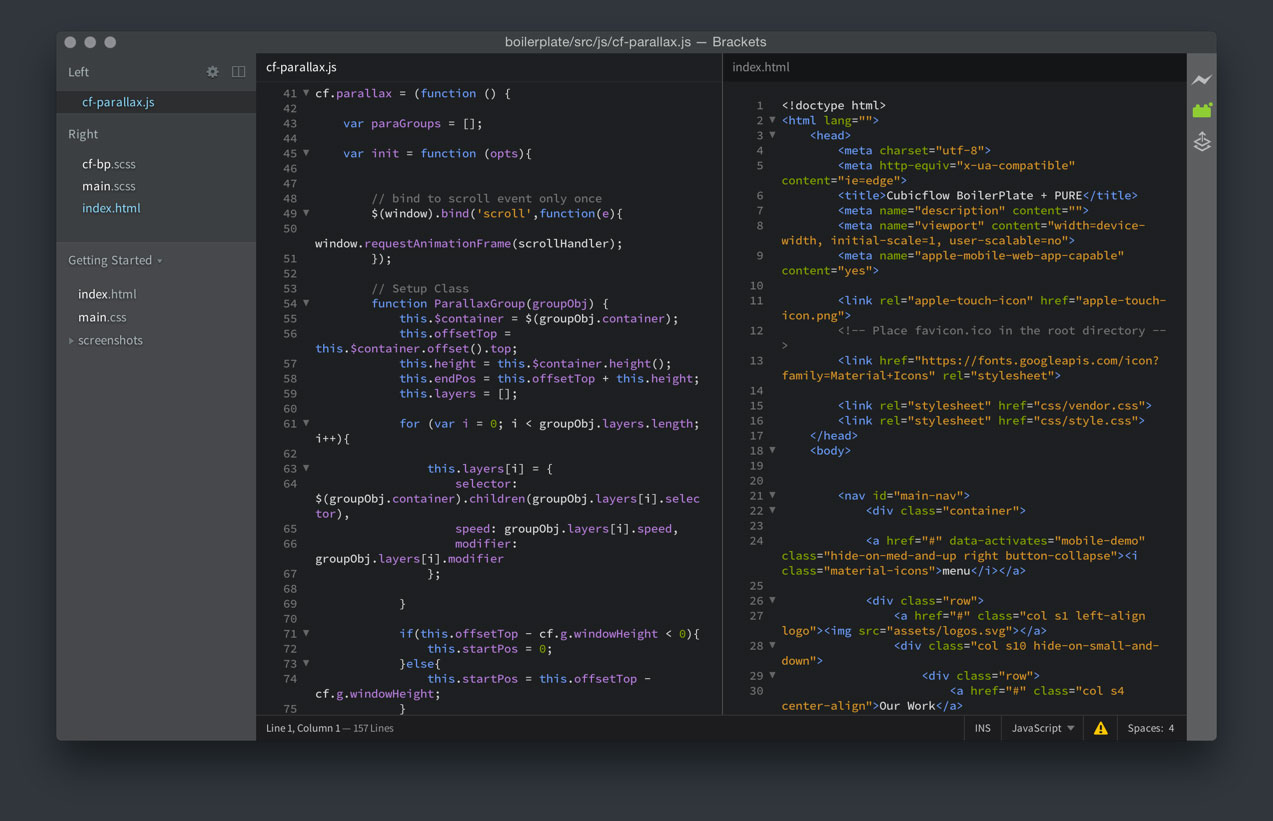 boilerplate/src/js/cf-parallax.js — Brackets
Left
cf-parallax.js
Right
cf-bp.scss
main.scss
index.html
Getting Started
index.html
main.css
screenshots
cf-parallax.js
41 cf.parallax = (function () {
42
43 var paraGroups = [];
44
45 var init = function (opts){
46
47
48 // bind to scroll event only once
49 $(window).bind('scroll',function(e){
50
window.requestAnimationFrame(scrollHandler);
51 });
52
53 // Setup Class
54 function ParallaxGroup(groupObj) {
55 this.$container = $(groupObj.container);
56 this.offsetTop =
this.$container.offset().top;
57 this.height = this.$container.height();
58 this.endPos = this.offsetTop + this.height;
59 this.layers = [];
60
61 for (var i = 0; i < groupObj.layers.length;
i++){
62
63 this.layers[i] = {
64 selector:
$(groupObj.container).children(groupObj.layers[i].selec
tor),
65 speed: groupObj.layers[i].speed,
66 modifier:
groupObj.layers[i].modifier
67 };
68
69 }
70
71 if(this.offsetTop - cf.g.windowHeight < 0){
72 this.startPos = 0;
73 }else{
74 this.startPos = this.offsetTop -
cf.g.windowHeight;
75 }
index.html
1 <!doctype html>
2 <html lang="">
3 <head>
4 <meta charset="utf-8">
5 <meta http-equiv="x-ua-compatible"
content="ie=edge">
6 <title>Cubicflow BoilerPlate + PURE</title>
7 <meta name="description" content="">
8 <meta name="viewport" content="width=device-
width, initial-scale=1, user-scalable=no">
9 <meta name="apple-mobile-web-app-capable"
content="yes">
10
11 <link rel="apple-touch-icon" href="apple-touch-
icon.png">
12 <!-- Place favicon.ico in the root directory --
>
13 <link href="https://fonts.googleapis.com/icon?
family=Material+Icons" rel="stylesheet">
14
15 <link rel="stylesheet" href="css/vendor.css">
16 <link rel="stylesheet" href="css/style.css">
17 </head>
18 <body>
19
20
21 <nav id="main-nav">
22 <div class="container">
23
24 <a href="#" data-activates="mobile-demo"
class="hide-on-med-and-up right button-collapse"><i
class="material-icons">menu</i></a>
25
26 <div class="row">
27 <a href="#" class="col s1 left-align
logo"><img src="assets/logos.svg"></a>
28 <div class="col s10 hide-on-small-and-
down">
29 <div class="row">
30 <a href="#" class="col s4
center-align">Our Work</a>
Line 1, Column 1 — 157 Lines
INS
JavaScript
Spaces: 4